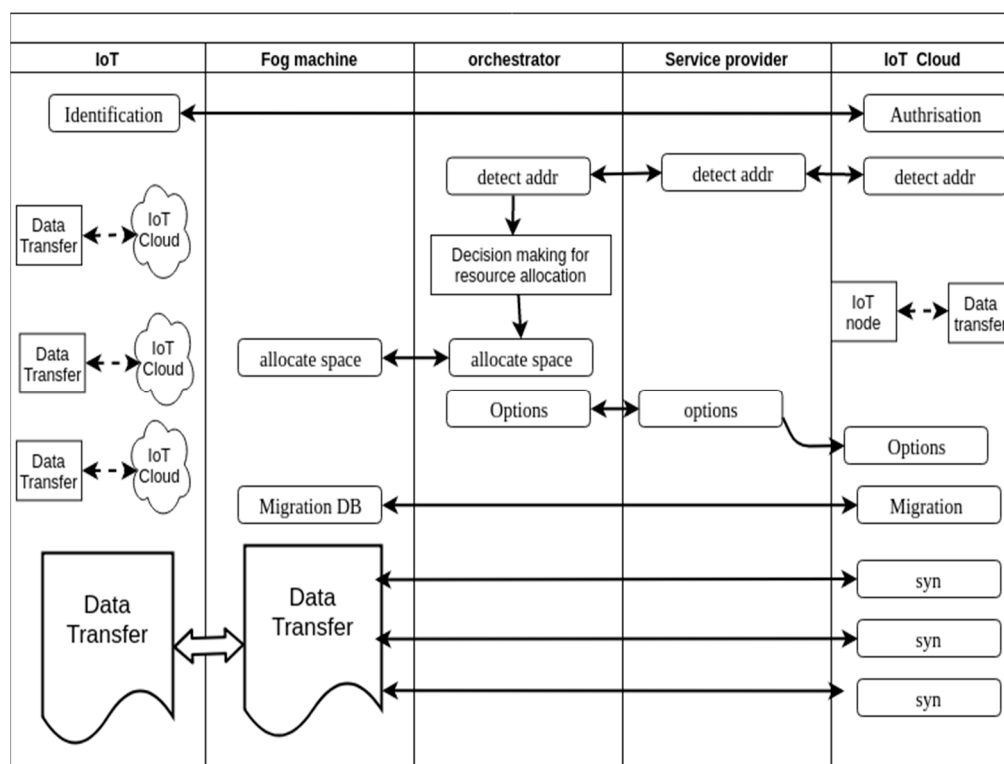 IoT
Fog machine
orchestrator
Service provider
IoT Cloud
Identification
Authrisation
detect addr
detect addr
detect addr
Data
Transfer
IoT
Cloud
Decision making for
resource allocation
IoT
node
Data
transfer
Data
Transfer
IoT
Cloud
allocate space
allocate space
Options
options
Options
Data
Transfer
IoT
Cloud
Migration DB
Migration
Data
Transfer
Data
Transfer
syn
syn
syn